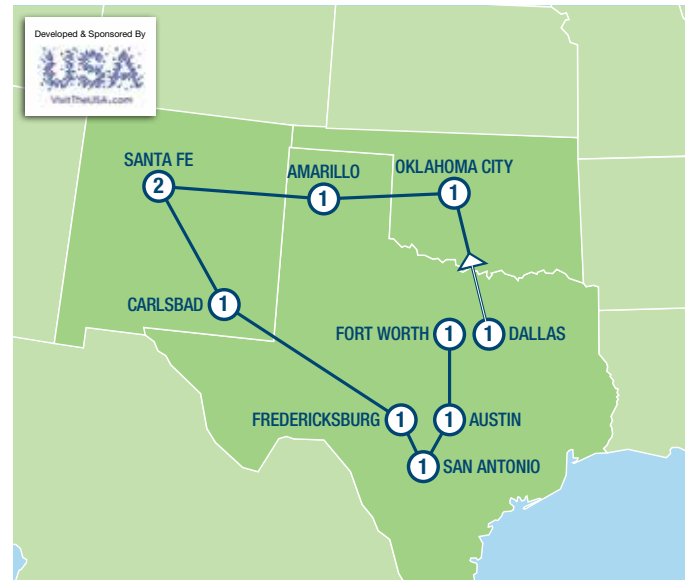 Developed & Sponsored By
USA
VisitTheUSA.com
SANTA FE
2
AMARILLO
1
OKLAHOMA CITY
1
CARLSBAD 1
FORT WORTH 1
1 DALLAS
FREDERICKSBURG 1
1 AUSTIN
1 SAN ANTONIO